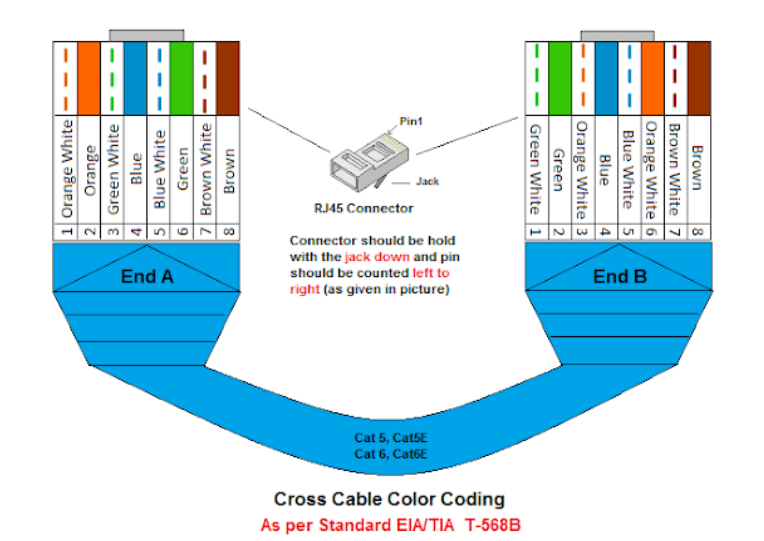 1 Orange White
2 Orange
3 Green White
4 Blue
5 Blue White
6 Green
7 Brown White
8 Brown
End A
Pin1
Jack
RJ45 Connector
Connector should be hold
with the jack down and pin
should be counted left to
right (as given in picture)
1 Green White
2 Green
3 Orange White
4 Blue
5 Blue White
6 Orange White
7 Brown White
8 Brown
End B
Cat 5, Cat5E
Cat 6, Cat6E
Cross Cable Color Coding
As per Standard EIA/TIA T-568B